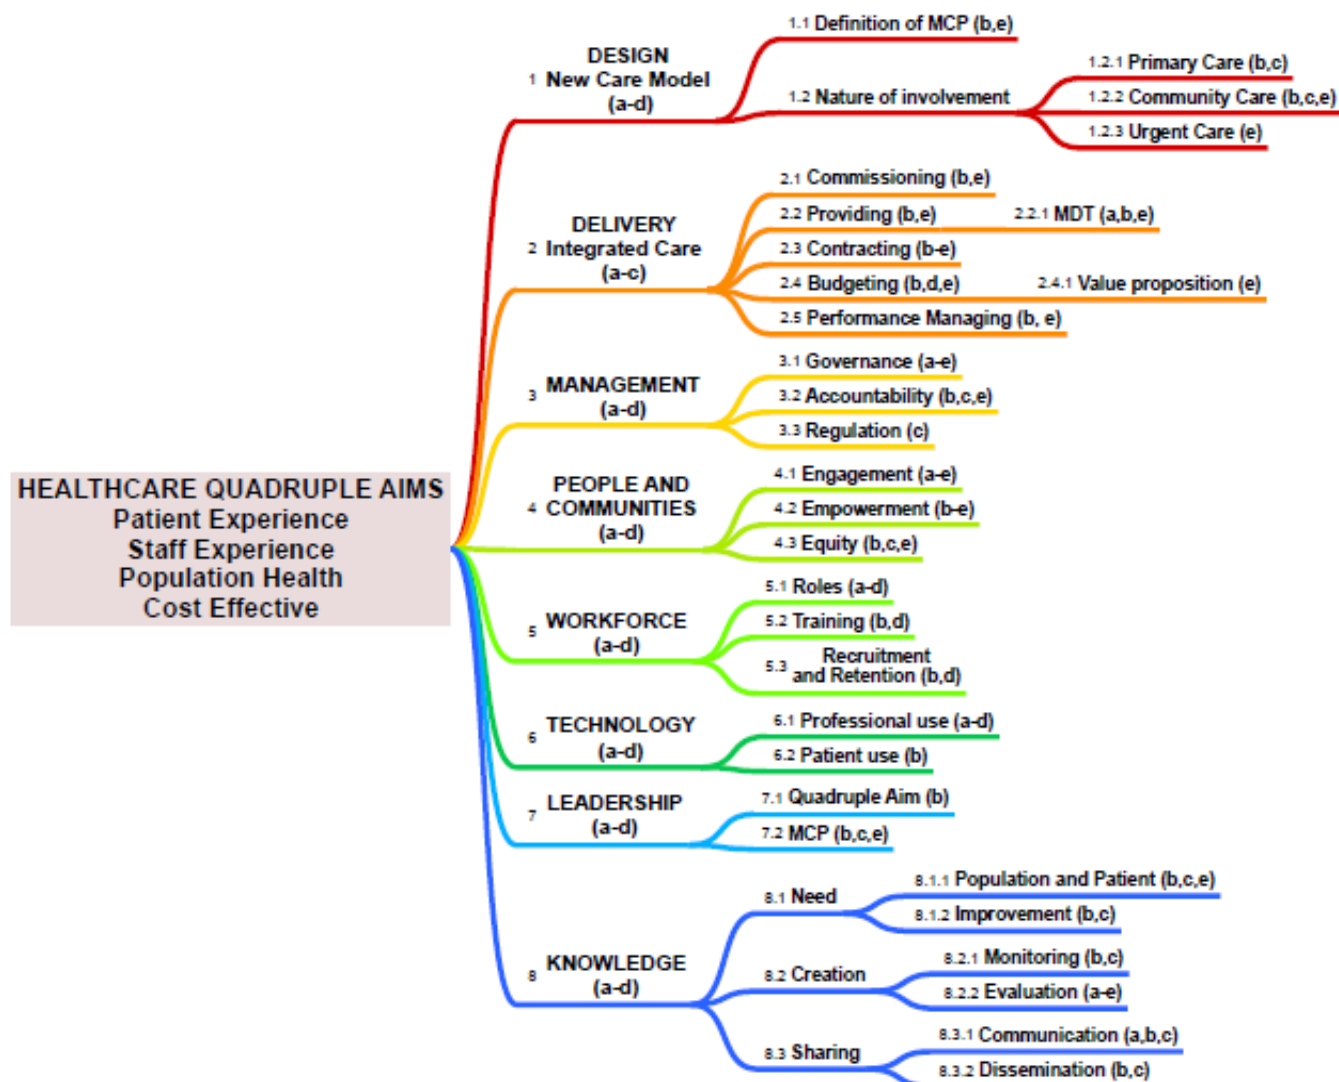 HEALTHCARE QUADRUPLE AIMS
Patient Experience
Staff Experience
Population Health
Cost Effective
1 DESIGN
New Care Model
(a-d)
1.1 Definition of MCP (b,e)
1.2 Nature of involvement
1.2.1 Primary Care (b,c)
1.2.2 Community Care (b,c,e)
1.2.3 Urgent Care (e)
2 DELIVERY
Integrated Care
(a-c)
2.1 Commissioning (b,e)
2.2 Providing (b,e)
2.2.1 MDT (a,b,e)
2.3 Contracting (b-e)
2.4 Budgeting (b,d,e)
2.4.1 Value proposition (e)
2.5 Performance Managing (b, e)
3 MANAGEMENT
(a-d)
3.1 Governance (a-e)
3.2 Accountability (b,c,e)
3.3 Regulation (c)
4 PEOPLE AND
COMMUNITIES
(a-d)
4.1 Engagement (a-e)
4.2 Empowerment (b-e)
4.3 Equity (b,c,e)
5 WORKFORCE
(a-d)
5.1 Roles (a-d)
5.2 Training (b,d)
5.3 Recruitment
and Retention (b,d)
6 TECHNOLOGY
(a-d)
6.1 Professional use (a-d)
6.2 Patient use (b)
7 LEADERSHIP
(a-d)
7.1 Quadruple Aim (b)
7.2 MCP (b,c,e)
8 KNOWLEDGE
(a-d)
8.1 Need
8.1.1 Population and Patient (b,c,e)
8.1.2 Improvement (b,c)
8.2 Creation
8.2.1 Monitoring (b,c)
8.2.2 Evaluation (a-e)
8.3 Sharing
8.3.1 Communication (a,b,c)
8.3.2 Dissemination (b,c)